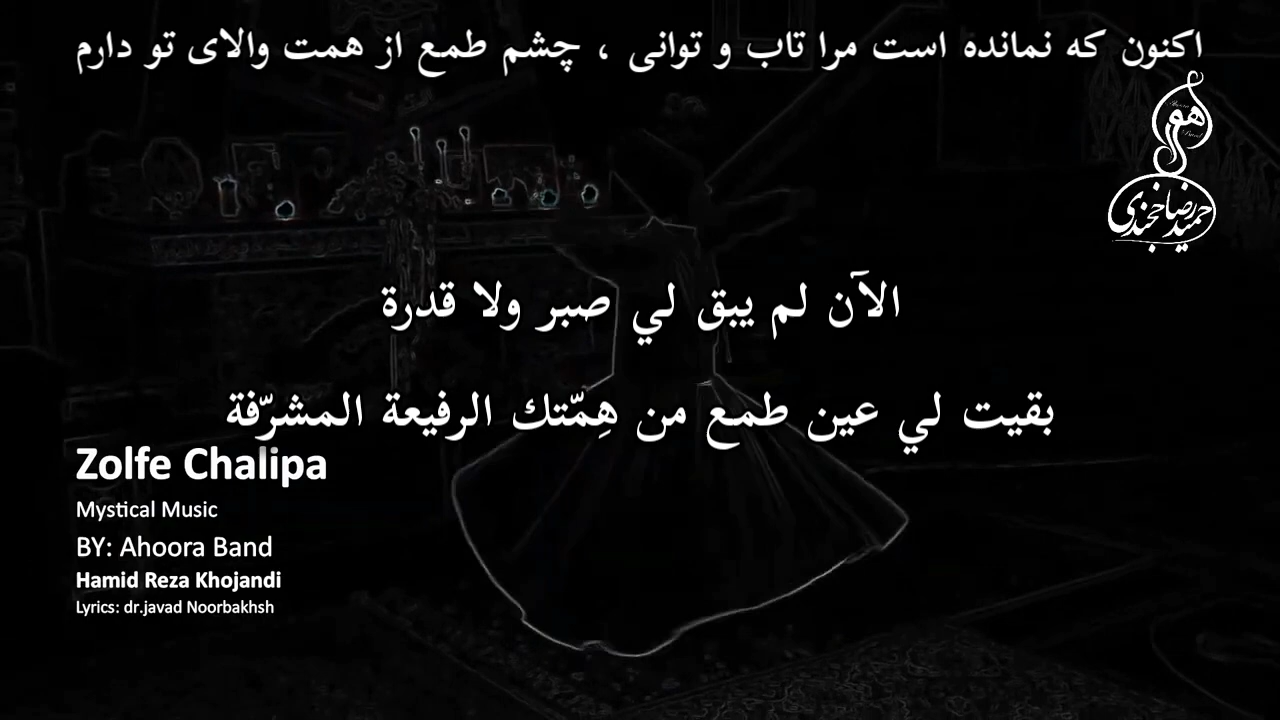 اکنون که نمانده است مرا تاب و توانی ، چشم طمع از همت والای تو دارم
حمیدرضا خجندی
الآن لم يبق لي صبر ولا قدرة
بقيت لي عين طمع من هِمّتك الرفيعة المشرّفة
Zolfe Chalipa
Mystical Music
BY: Ahoora Band
Hamid Reza Khojandi
Lyrics: dr.javad Noorbakhsh